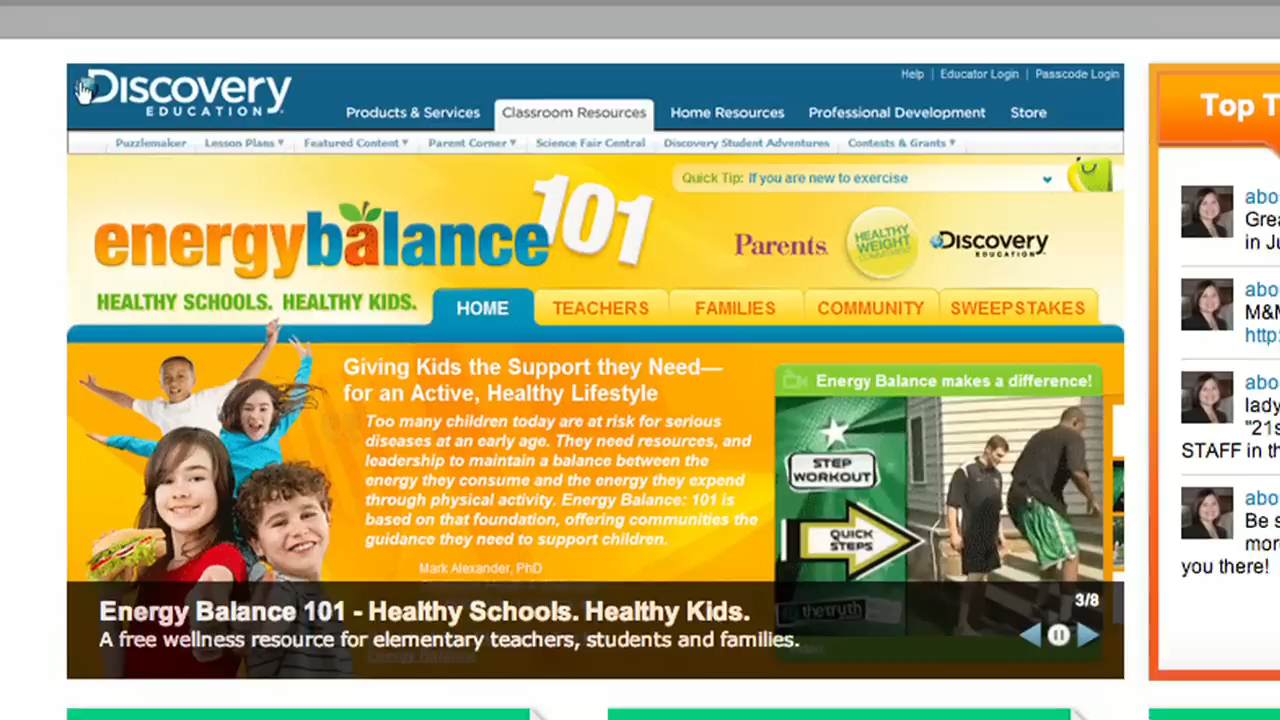 Discovery
EDUCATION
Help | Educator Login | Passcode Login
Products & Services
Classroom Resources
Home Resources
Professional Development
Store
Puzzlemaker
Lesson Plans
Featured Content
Parent Corner
Science Fair Central
Discovery Student Adventures
Contests & Grants
Quick Tip: If you are new to exercise
energybalance 101
HEALTHY SCHOOLS. HEALTHY KIDS.
Parents.
HEALTHY
WEIGHT
COMMITMENT
Discovery
EDUCATION
HOME
TEACHERS
FAMILIES
COMMUNITY
SWEEPSTAKES
Giving Kids the Support they Need—
for an Active, Healthy Lifestyle
Too many children today are at risk for serious
diseases at an early age. They need resources, and
leadership to maintain a balance between the
energy they consume and the energy they expend
through physical activity. Energy Balance: 101 is
based on that foundation, offering communities the
guidance they need to support children.
Mark Alexander, PhD
Energy Balance makes a difference!
STEP
WORKOUT
QUICK
STEPS
thetruth
Energy Balance 101 - Healthy Schools. Healthy Kids.
A free wellness resource for elementary teachers, students and families.
3/8
Top T
abo
Grea
in Ju
abo
M&M
http:
abo
lady
"21s
STAFF in th
abo
Be s
mor
you there!